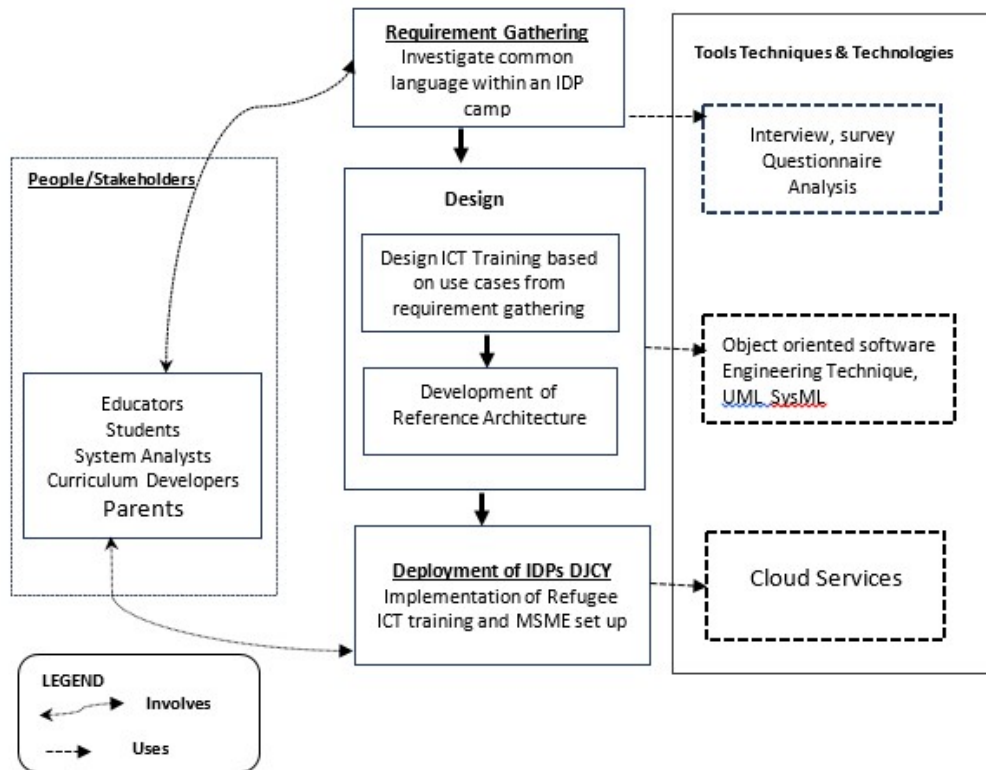 Requirement Gathering
Investigate common
language within an IDP
camp
Tools Techniques & Technologies
Interview, survey
Questionnaire
Analysis
People/Stakeholders
Design
Design ICT Training based
on use cases from
requirement gathering
Development of
Reference Architecture
Object oriented software
Engineering Technique,
UML SysML
Educators
Students
System Analysts
Curriculum Developers
Parents
Deployment of IDPs DJCY
Implementation of Refugee
ICT training and MSME set up
Cloud Services
LEGEND
Involves
Uses